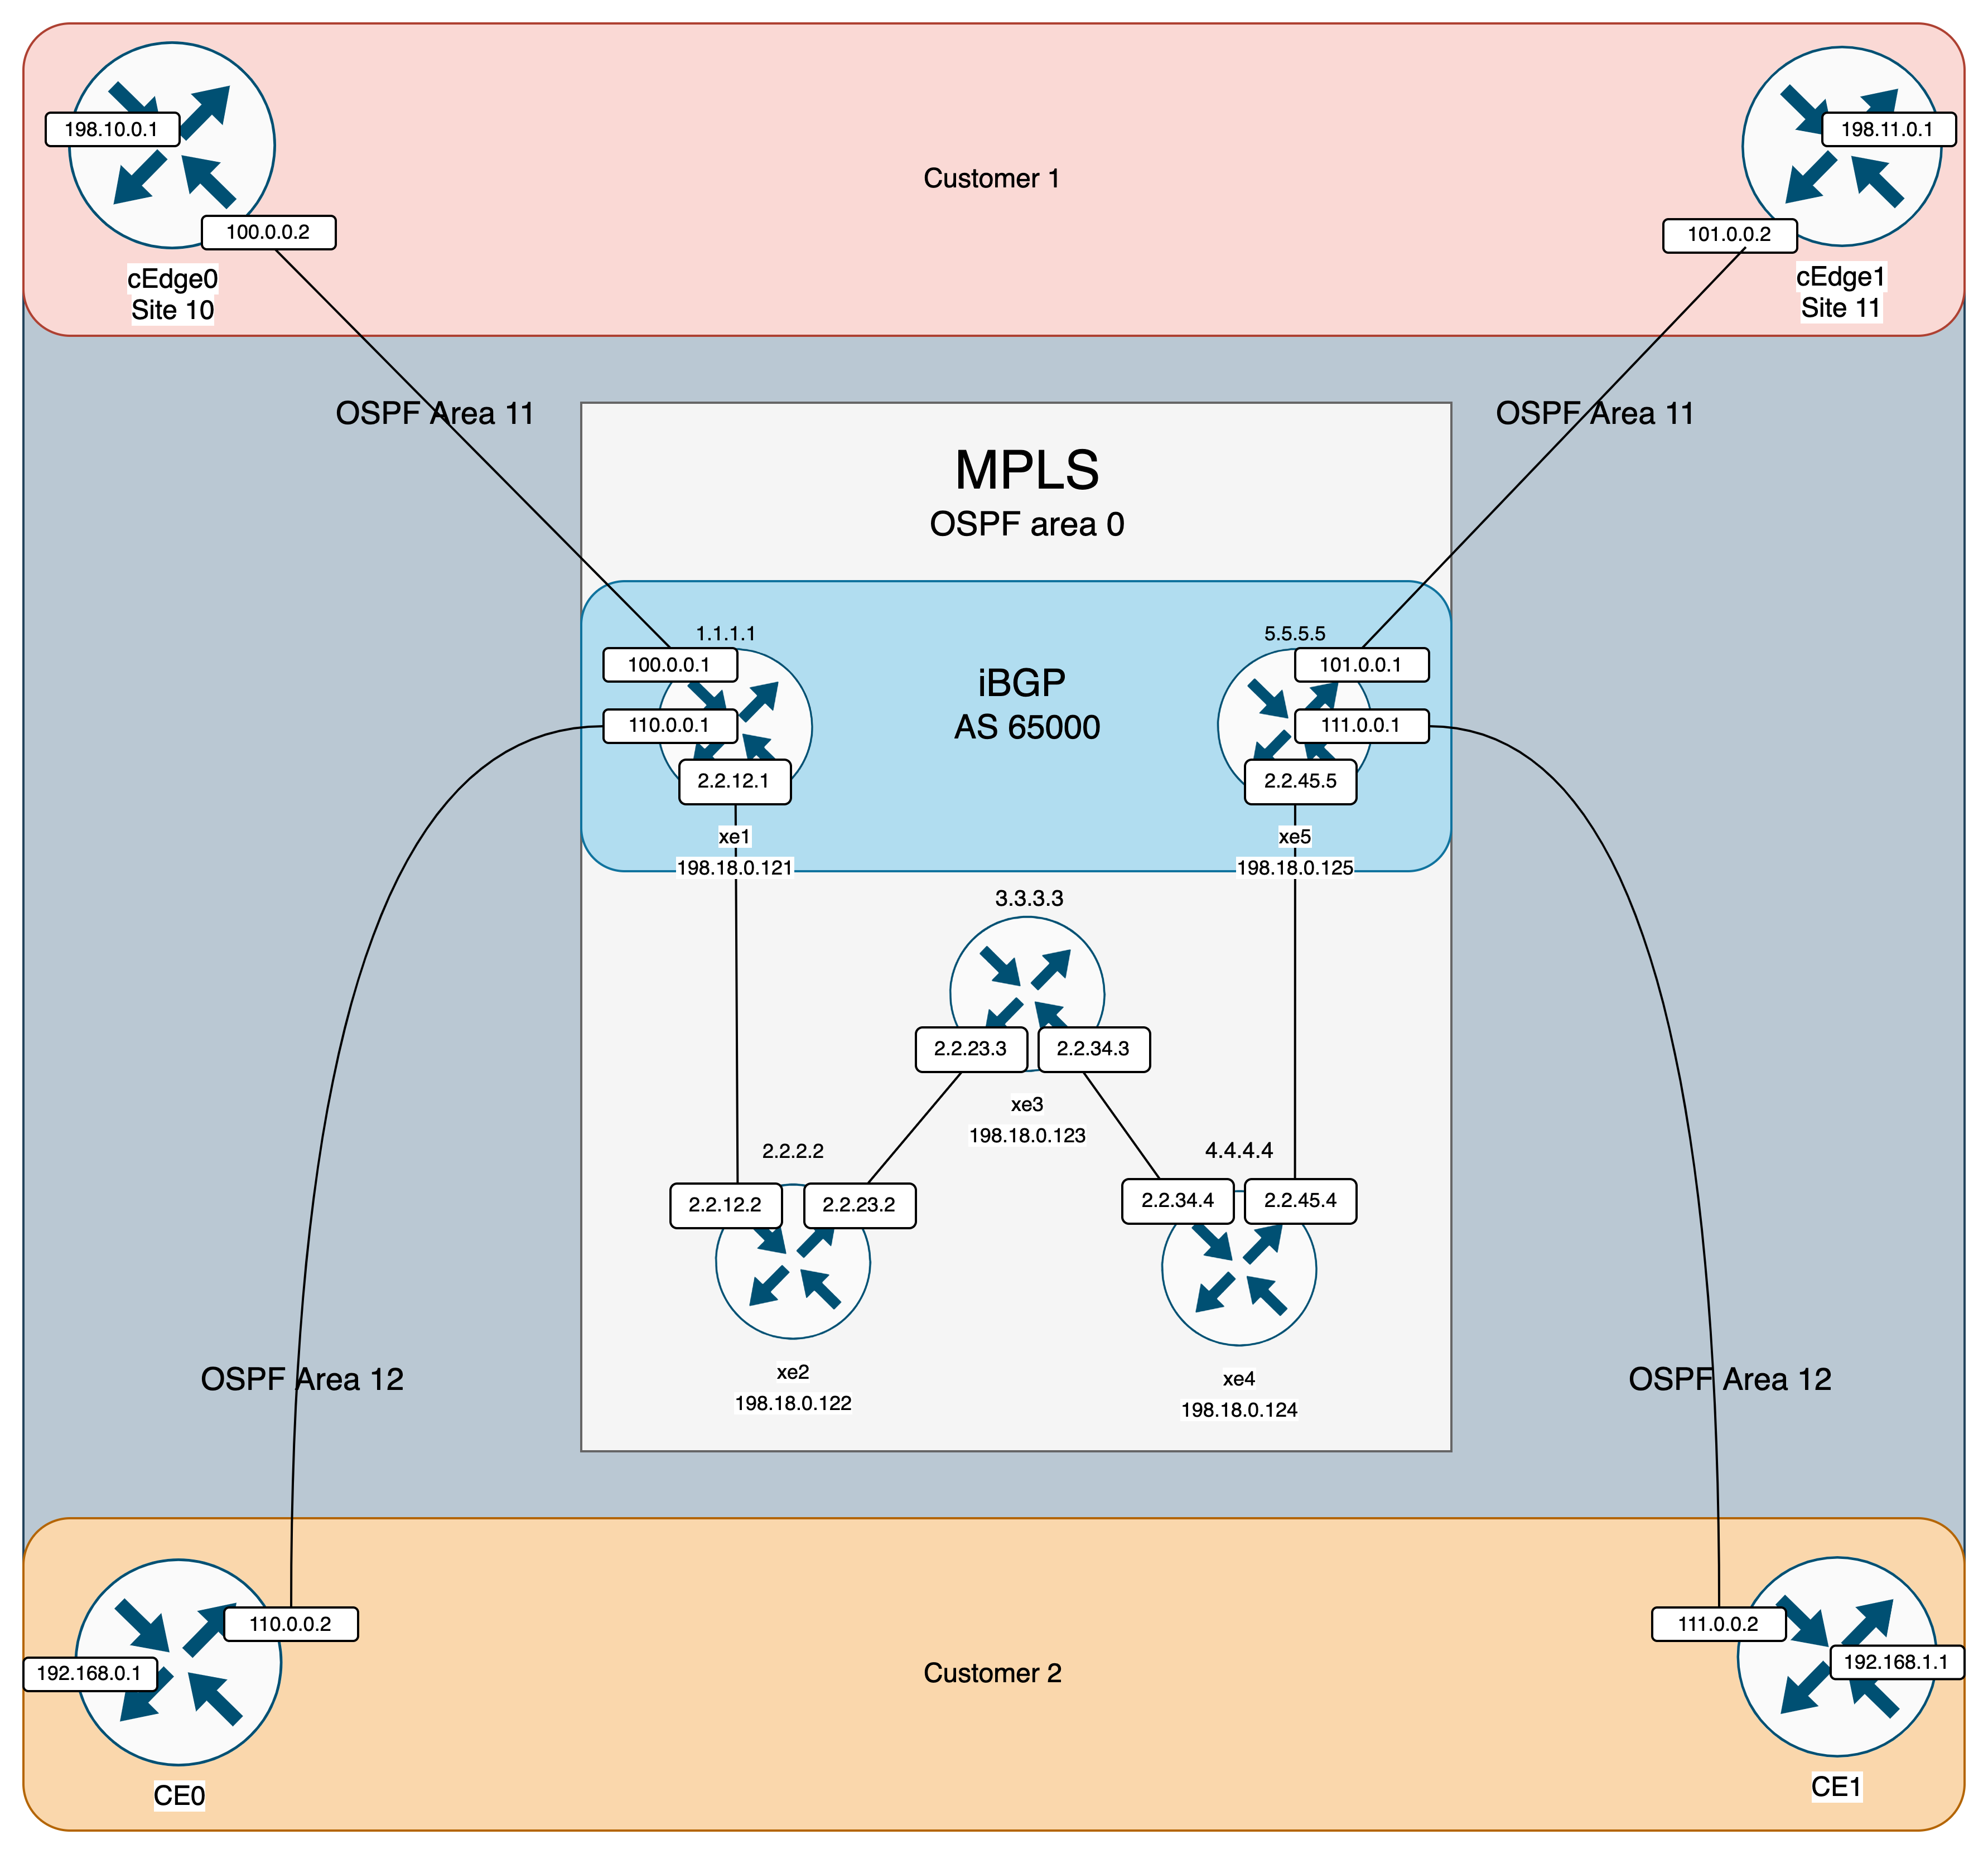 198.10.0.1
198.11.0.1
Customer 1
100.0.0.2
101.0.0.2
cEdge0
Site 10
cEdge1
Site 11
OSPF Area 11
OSPF Area 11
MPLS
OSPF area 0
1.1.1.1
5.5.5.5
100.0.0.1
101.0.0.1
iBGP
AS 65000
110.0.0.1
111.0.0.1
2.2.12.1
2.2.45.5
xe1
198.18.0.121
xe5
198.18.0.125
3.3.3.3
2.2.23.3
2.2.34.3
xe3
198.18.0.123
2.2.2.2
4.4.4.4
2.2.12.2
2.2.23.2
2.2.34.4
2.2.45.4
xe2
198.18.0.122
xe4
198.18.0.124
OSPF Area 12
OSPF Area 12
110.0.0.2
111.0.0.2
192.168.0.1
192.168.1.1
Customer 2
CE0
CE1